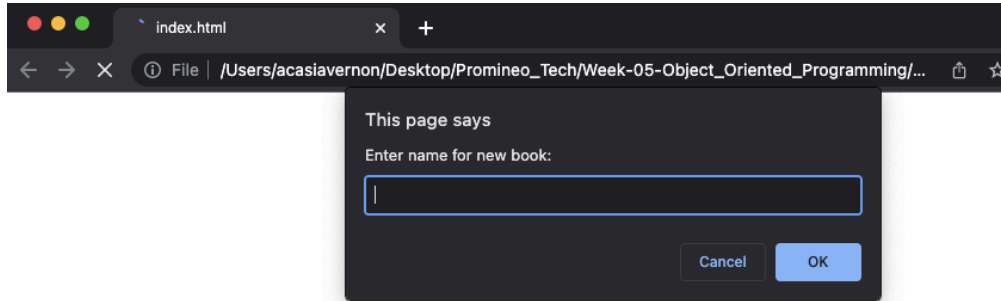 index.html
File | /Users/acasiavernon/Desktop/Promineo_Tech/Week-05-Object_Oriented_Programming/...
This page says
Enter name for new book:
Cancel OK